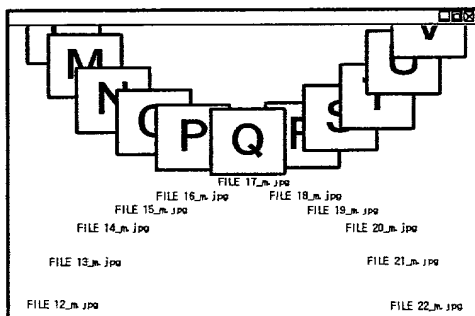 M
N
P
Q
S
U
V
FILE 17_m.jpg
FILE 16_m.jpg
FILE 18_m.jpg
FILE 15_m.jpg
FILE 19_m.jpg
FILE 14_m.jpg
FILE 20_m.jpg
FILE 13_m.jpg
FILE 21_m.jpg
FILE 12_m.jpg
FILE 22_m.jpg